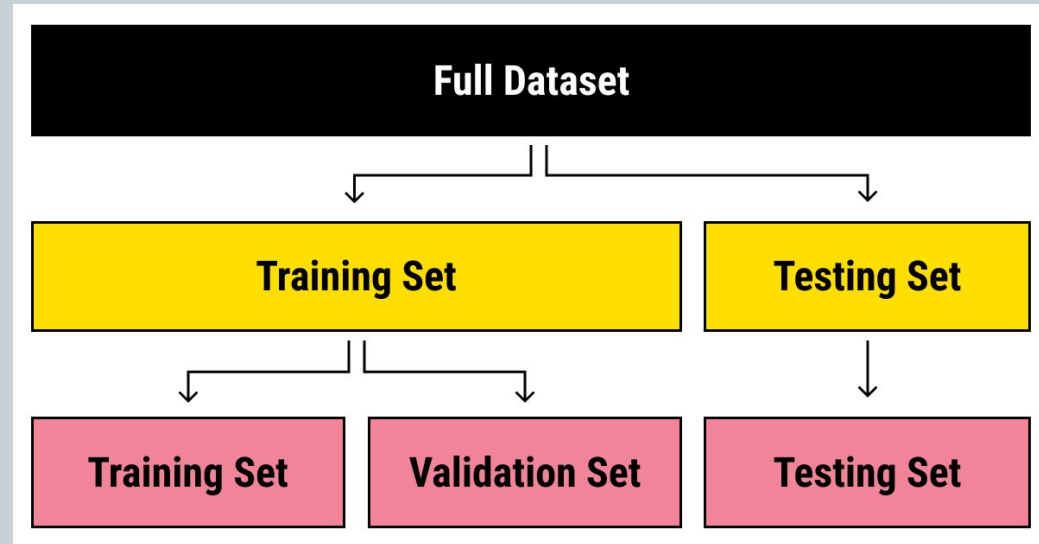 Full Dataset
Training Set
Testing Set
Training Set
Validation Set
Testing Set